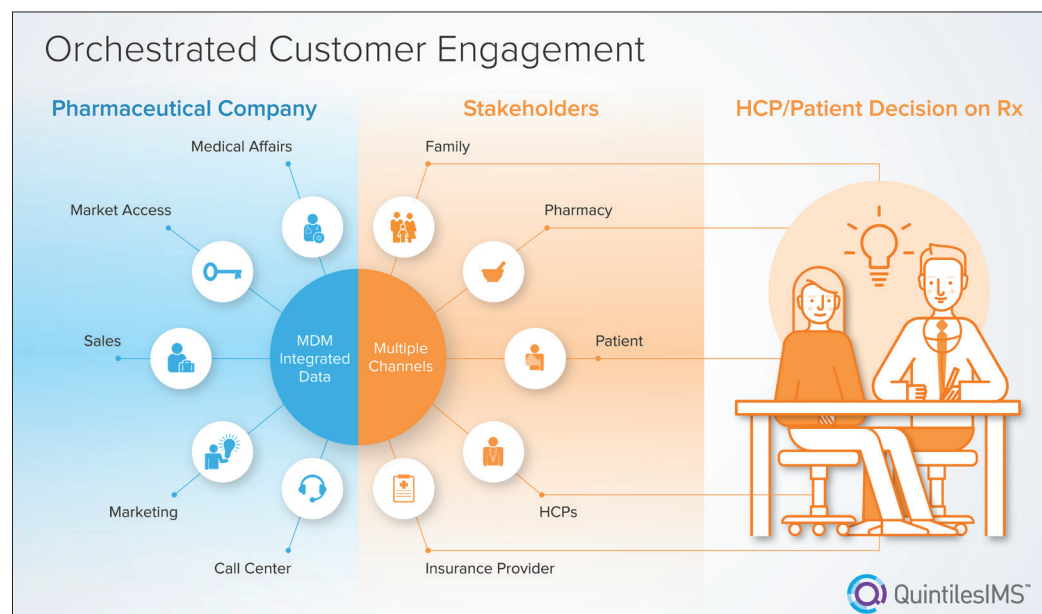 Orchestrated Customer Engagement
Pharmaceutical Company
Stakeholders
HCP/Patient Decision on Rx
Medical Affairs
Family
Market Access
Pharmacy
Sales
MDM
Integrated
Data
Multiple
Channels
Patient
Marketing
HCPs
Call Center
Insurance Provider
QuintilesIMS™